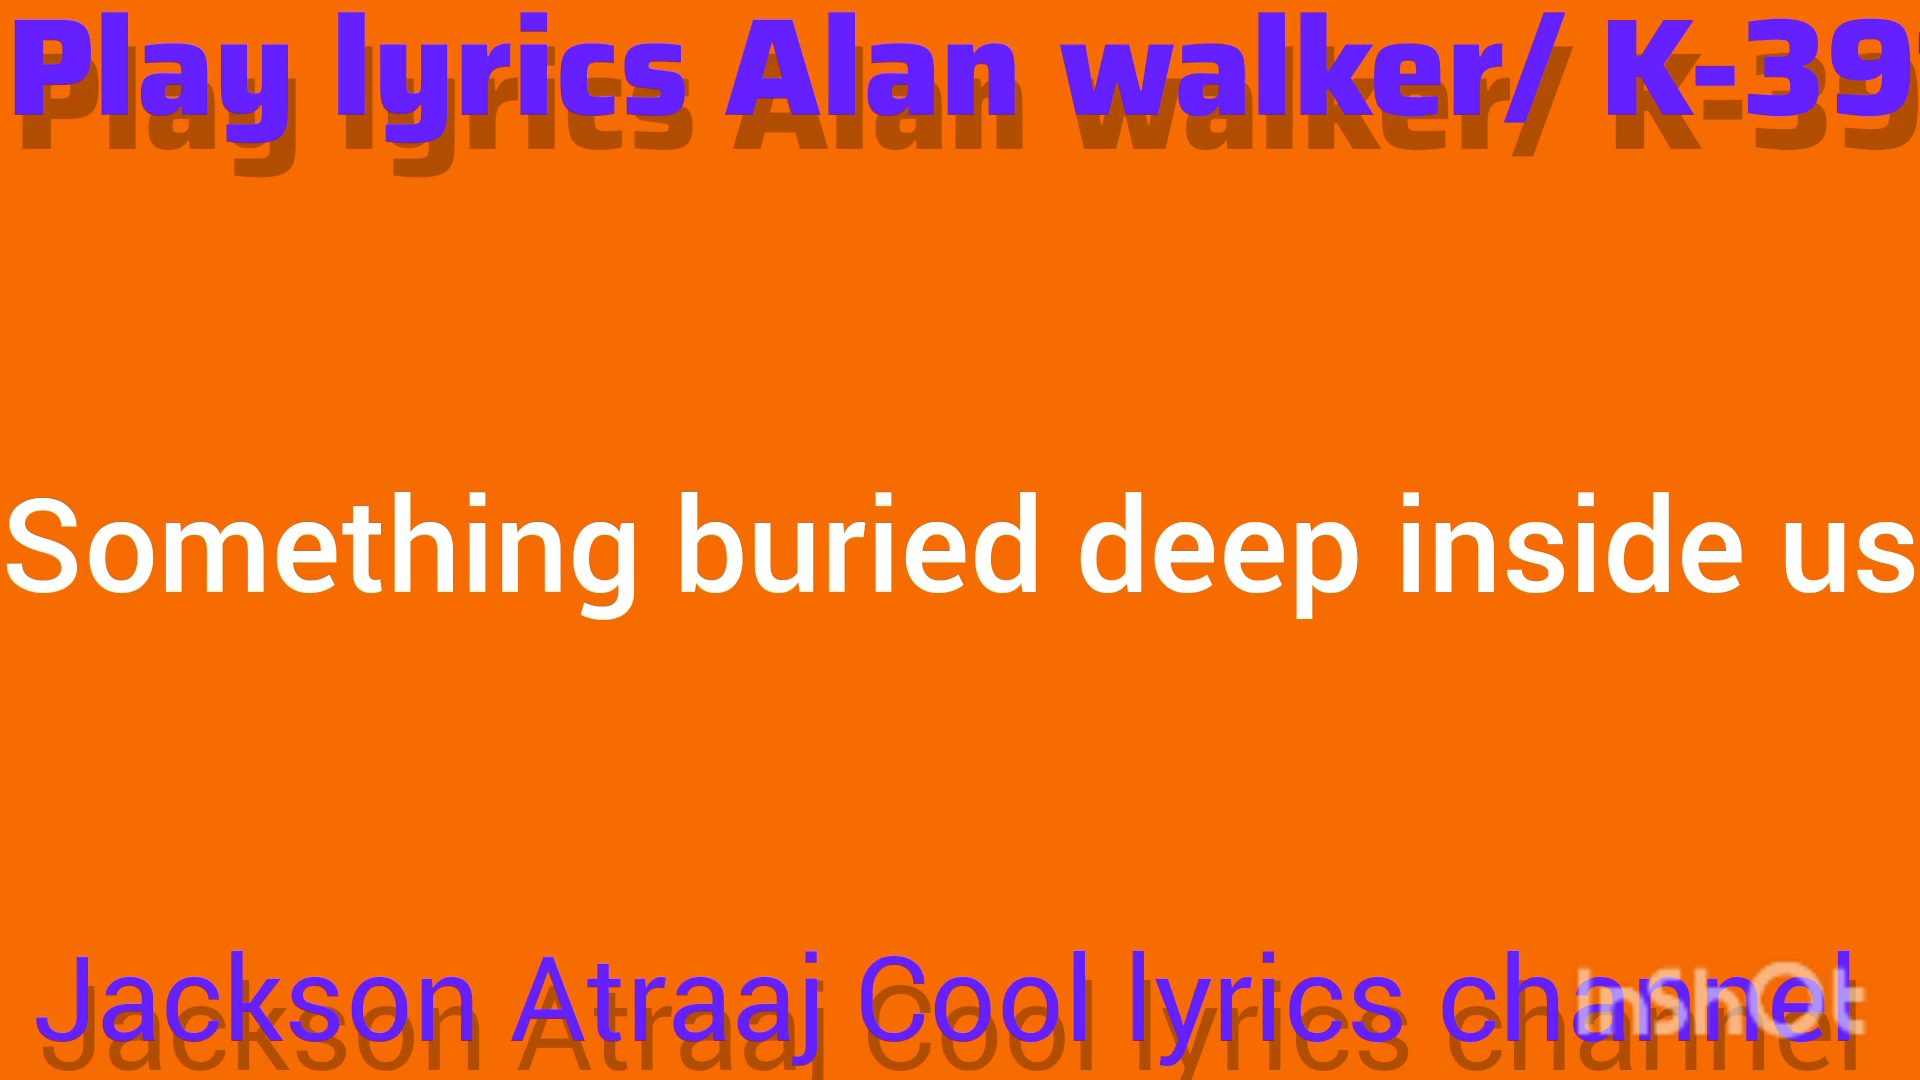 Play lyrics Alan walker/ K-39
Something buried deep inside us
Jackson Atraaj Cool lyrics channel
InShOt